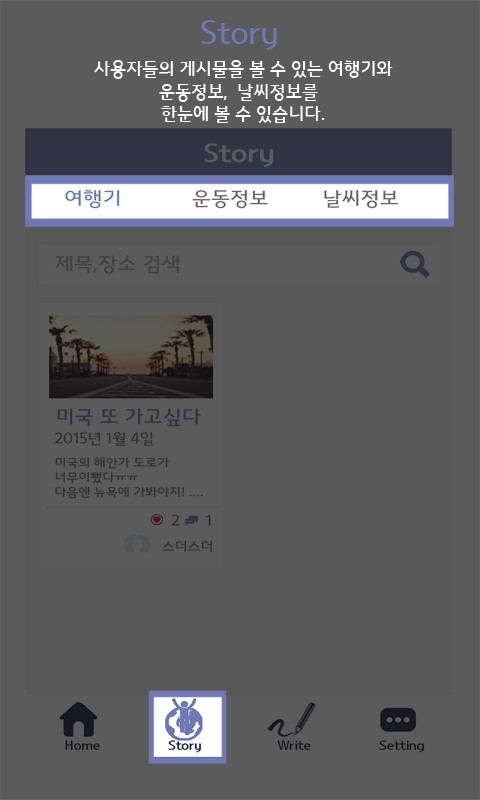 Story
사용자들의 게시물을 볼 수 있는 여행기와
운동정보, 날씨정보를
한눈에 볼 수 있습니다.
Story
여행기 운동정보 날씨정보
제목,장소 검색
미국 또 가고싶다
2015년 1월 4일
미국의 해안가 도로가
너무이뻤다ㅠㅠ
다음엔 뉴욕에 가봐야지! ....
2 1
스더스더
Home Story Write Setting